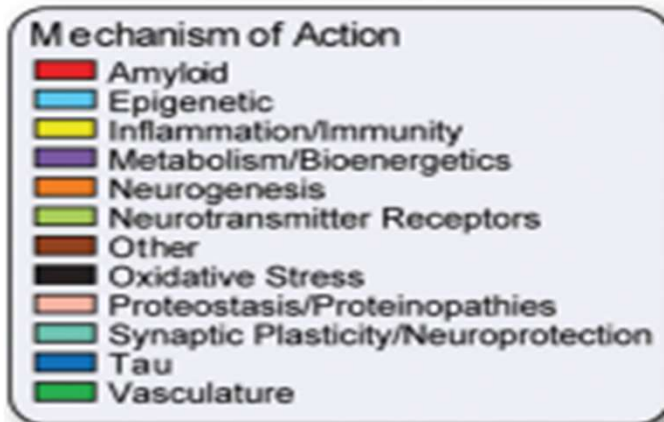 Mechanism of Action
Amyloid
Epigenetic
Inflammation/Immunity
Metabolism/Bioenergetics
Neurogenesis
Neurotransmitter Receptors
Other
Oxidative Stress
Proteostasis/Proteinopathies
Synaptic Plasticity/Neuroprotection
Tau
Vasculature